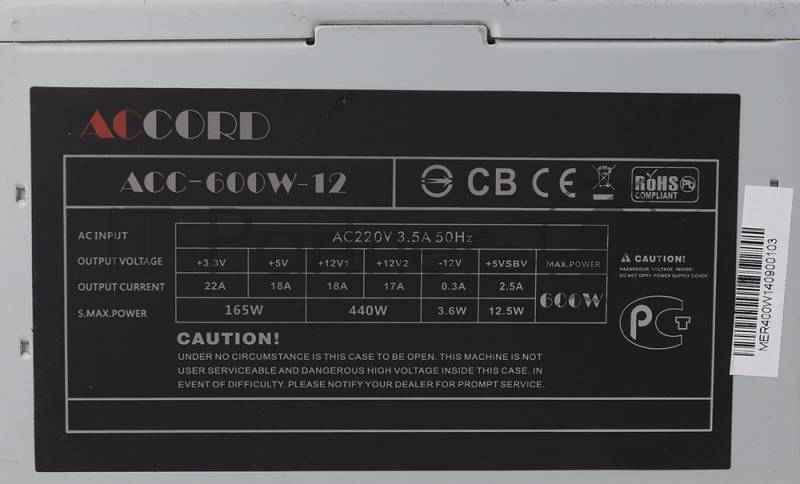 ACCORD
ACC-600W-12
CB CE RoHS COMPLIANT Pb
AC INPUT AC220V 3.5A 50Hz
OUTPUT VOLTAGE +3.3V +5V +12V1 +12V2 -12V +5VSBV MAX.POWER
OUTPUT CURRENT 22A 18A 18A 17A 0.3A 2.5A 600W
S.MAX.POWER 165W 440W 3.6W 12.5W
CAUTION!
HAZARDOUS VOLTAGE INSIDE!
DO NOT OPEN POWER SUPPLY COVER!
PCT
CAUTION!
UNDER NO CIRCUMSTANCE IS THIS CASE TO BE OPEN. THIS MACHINE IS NOT
USER SERVICEABLE AND DANGEROUS HIGH VOLTAGE INSIDE THIS CASE. IN
EVENT OF DIFFICULTY. PLEASE NOTIFY YOUR DEALER FOR PROMPT SERVICE.
MER400W140900103